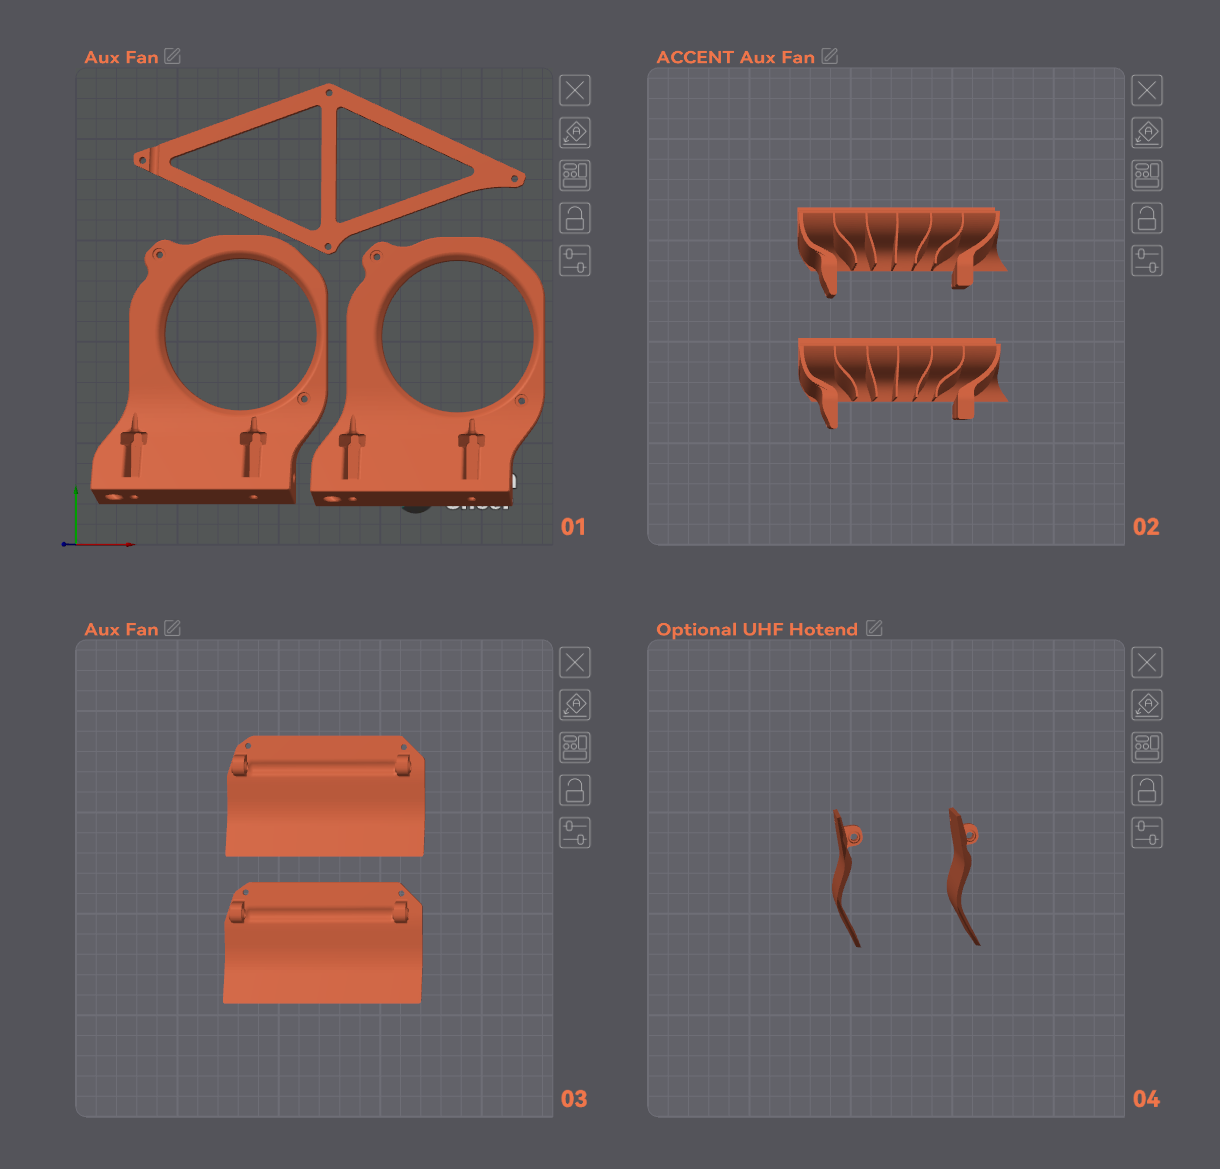 Aux Fan
ACCENT Aux Fan
01
02
Aux Fan
Optional UHF Hotend
03
04